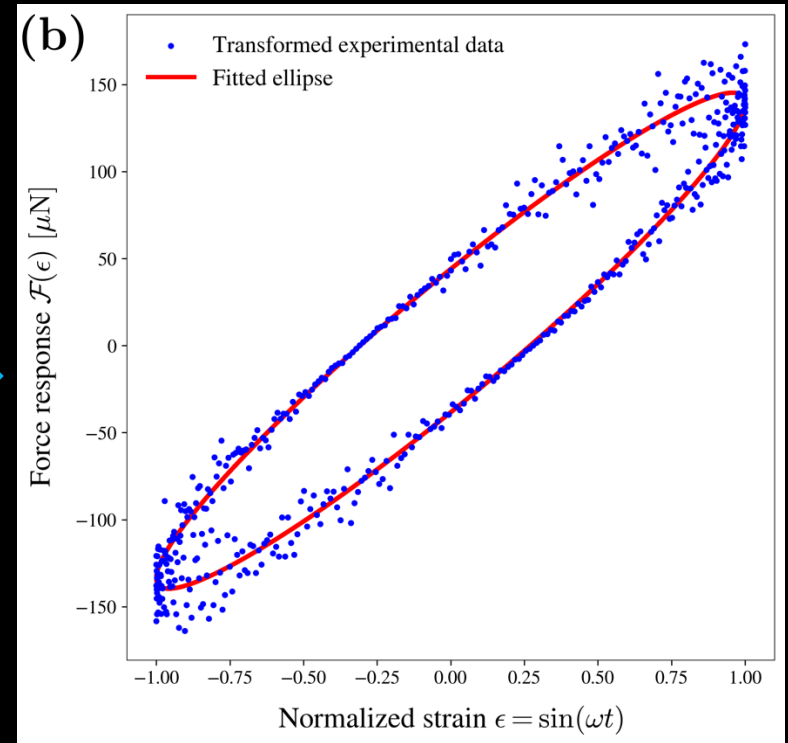 (b)
Transformed experimental data
Fitted ellipse
Force response ℱ(ϵ) [μN]
150
100
50
0
−50
−100
−150
−1.00 −0.75 −0.50 −0.25 0.00 0.25 0.50 0.75 1.00
Normalized strain ϵ = sin(ωt)